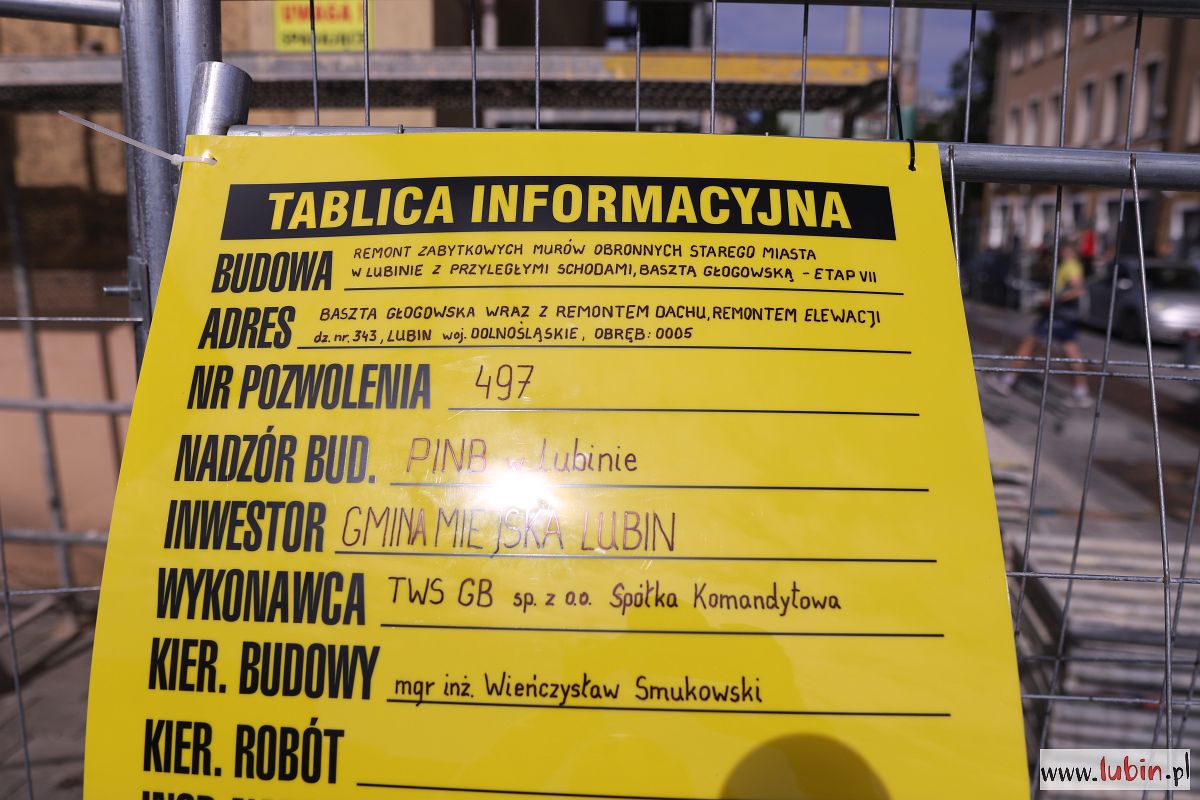 UWAGA !
TABLICA INFORMACYJNA
BUDOWA REMONT ZABYTKOWYCH MURÓW OBRONNYCH STAREGO MIASTA
W LUBINIE Z PRZYLEGŁYMI SCHODAMI, BASZTĄ GŁOGOWSKĄ - ETAP VII
ADRES BASZTA GŁOGOWSKA WRAZ Z REMONTEM DACHU, REMONTEM ELEWACJI
dz. nr. 343, LUBIN woj. DOLNOŚLĄSKIE, OBRĘB: 0005
NR POZWOLENIA 497
NADZÓR BUD. PINB w Lubinie
INWESTOR GMINA MIEJSKA LUBIN
WYKONAWCA TWS GB sp. z o.o. Spółka Komandytowa
KIER. BUDOWY mgr inż. Wieńczysław Smukowski
KIER. ROBÓT
www.lubin.pl